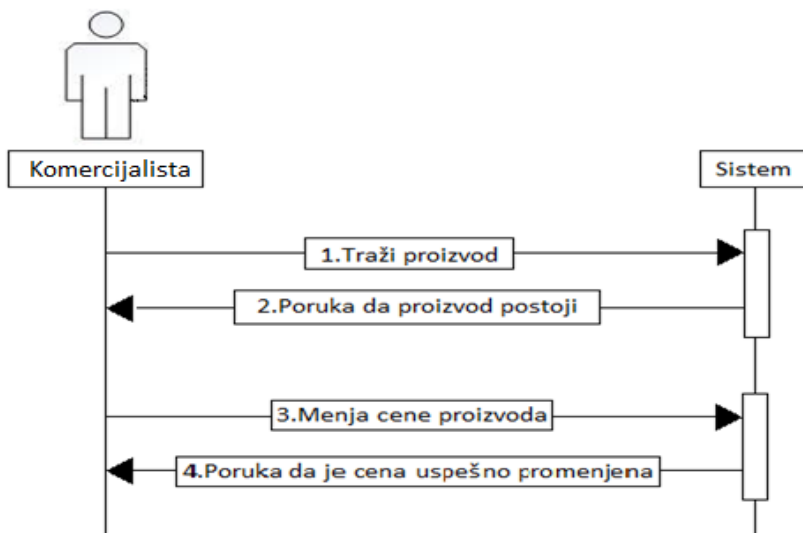 Komercijalista
Sistem
1.Traži proizvod
2.Poruka da proizvod postoji
3.Menja cene proizvoda
4.Poruka da je cena uspešno promenjena